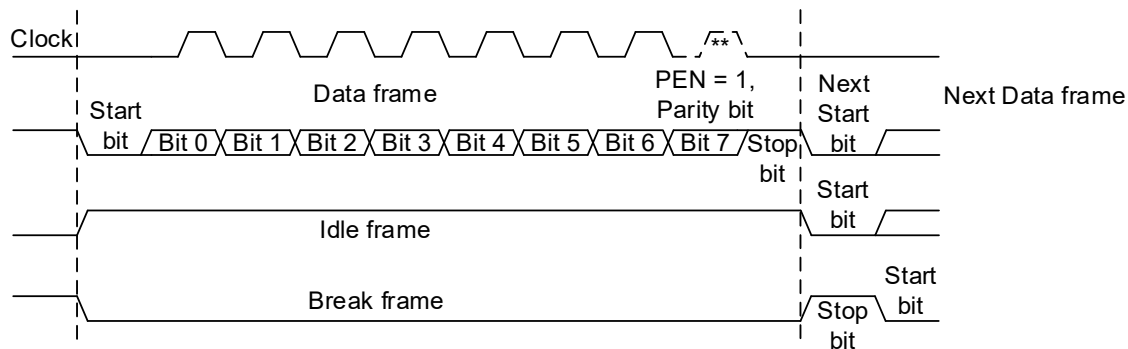 Clock
**
Data frame
PEN = 1,
Parity bit
Next
Start
bit
Next Data frame
Start
bit
Bit 0
Bit 1
Bit 2
Bit 3
Bit 4
Bit 5
Bit 6
Bit 7
Stop
bit
Idle frame
Start
bit
Break frame
Stop
bit
Start
bit